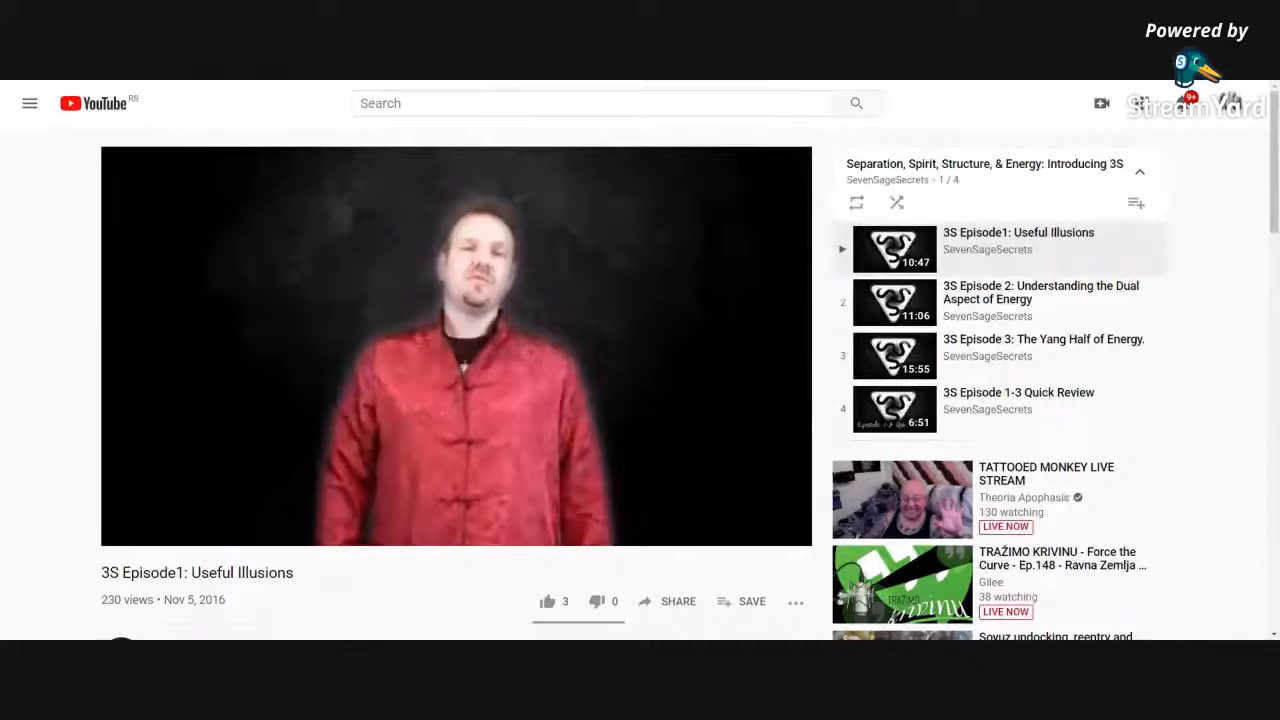 Powered by
StreamYard
YouTube RS
Search
9+
Separation, Spirit, Structure, & Energy: Introducing 3S
SevenSageSecrets - 1 / 4
3S Episode1: Useful Illusions
SevenSageSecrets
10:47
2
3S Episode 2: Understanding the Dual
Aspect of Energy
SevenSageSecrets
11:06
3
3S Episode 3: The Yang Half of Energy.
SevenSageSecrets
15:55
4
3S Episode 1-3 Quick Review
SevenSageSecrets
6:51
TATTOOED MONKEY LIVE
STREAM
Theoria Apophasis
130 watching
LIVE NOW
TRAŽIMO KRIVINU - Force the
Curve - Ep.148 - Ravna Zemlja ...
Gilee
38 watching
LIVE NOW
TRAŽIMO
krivinu
Soyuz undocking, reentry and
3S Episode1: Useful Illusions
230 views • Nov 5, 2016
3
0
SHARE
SAVE